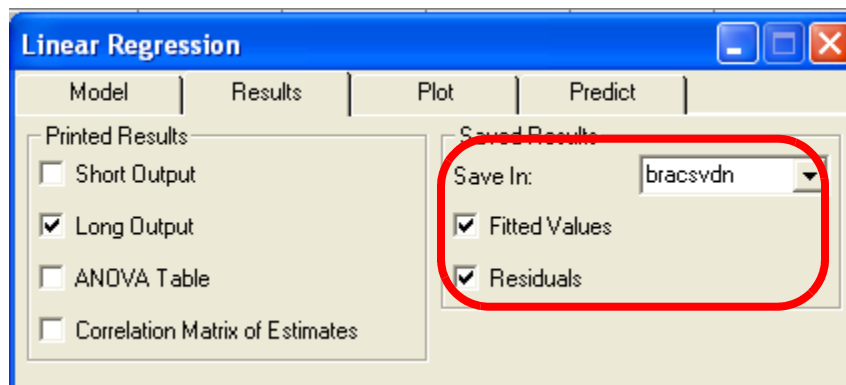 Linear Regression
Model Results Plot Predict
Printed Results
Short Output
Long Output
ANOVA Table
Correlation Matrix of Estimates
Saved Results
Save In: bracsvdn
Fitted Values
Residuals